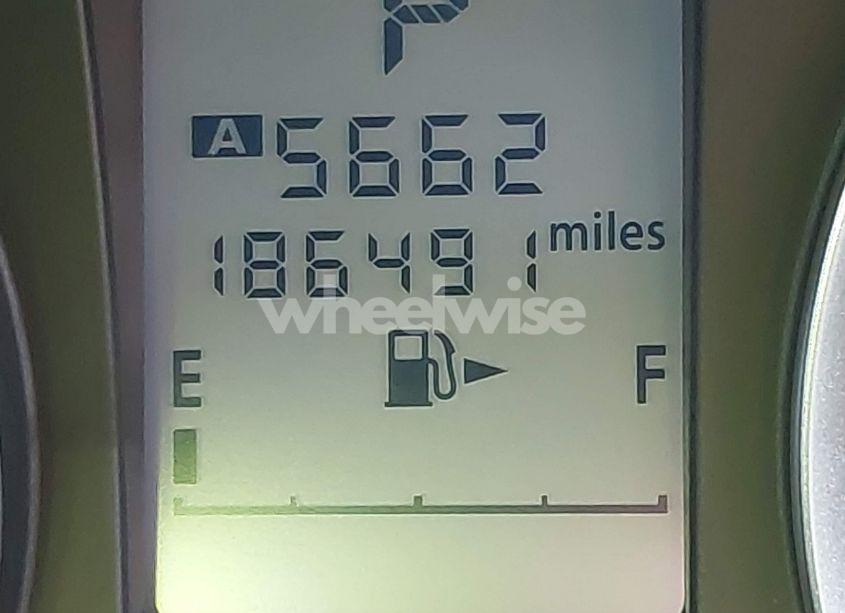 P
A 5662
186491 miles
wheelwise
E F